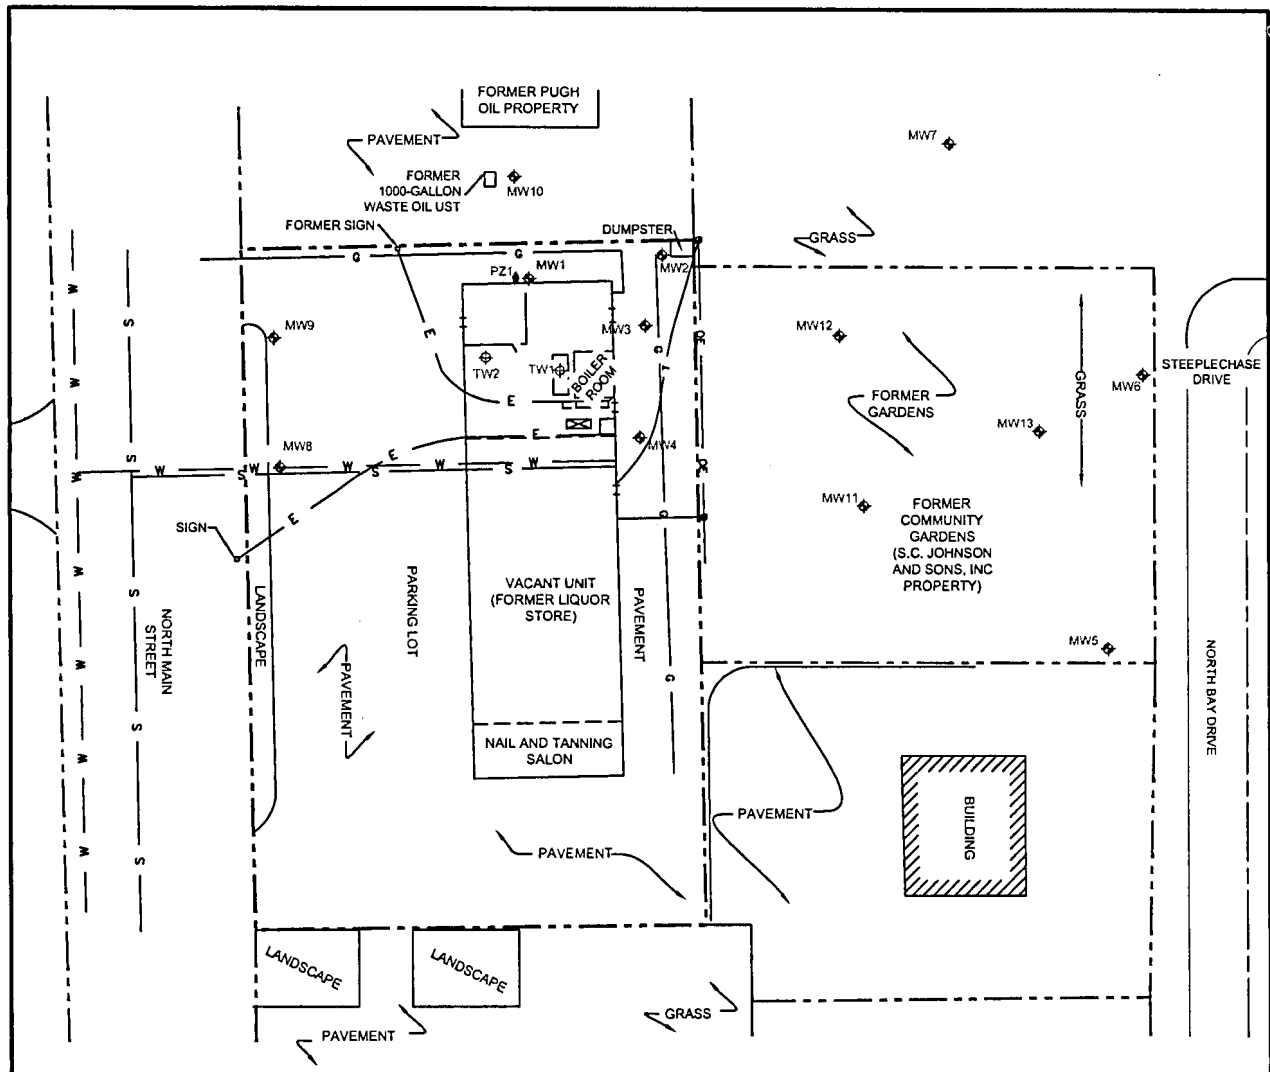 FORMER PUGH
OIL PROPERTY
PAVEMENT
MW7
FORMER
1000-GALLON
WASTE OIL UST
MW10
FORMER SIGN
DUMPSTER
GRASS
G
G
MW2
PZ1
MW1
W
S
MW9
E
MW3
MW12
OE
STEEPLECHASE
DRIVE
TW2
TW1
BOILER
ROOM
G
T
FORMER
GARDENS
GRASS
MW6
W
S
E
MW13
E
MW4
MW8
E
W
W
S
W
S
W
S
W
OE
W
S
MW11
FORMER
COMMUNITY
GARDENS
(S.C. JOHNSON
AND SONS, INC
PROPERTY)
SIGN
E
G
W
S
LANDSCAPE
PARKING LOT
VACANT UNIT
(FORMER LIQUOR
STORE)
PAVEMENT
NORTH MAIN
STREET
W
MW5
G
PAVEMENT
NORTH BAY DRIVE
W
S
NAIL AND TANNING
SALON
W
PAVEMENT
BUILDING
W
S
PAVEMENT
LANDSCAPE
LANDSCAPE
GRASS
PAVEMENT